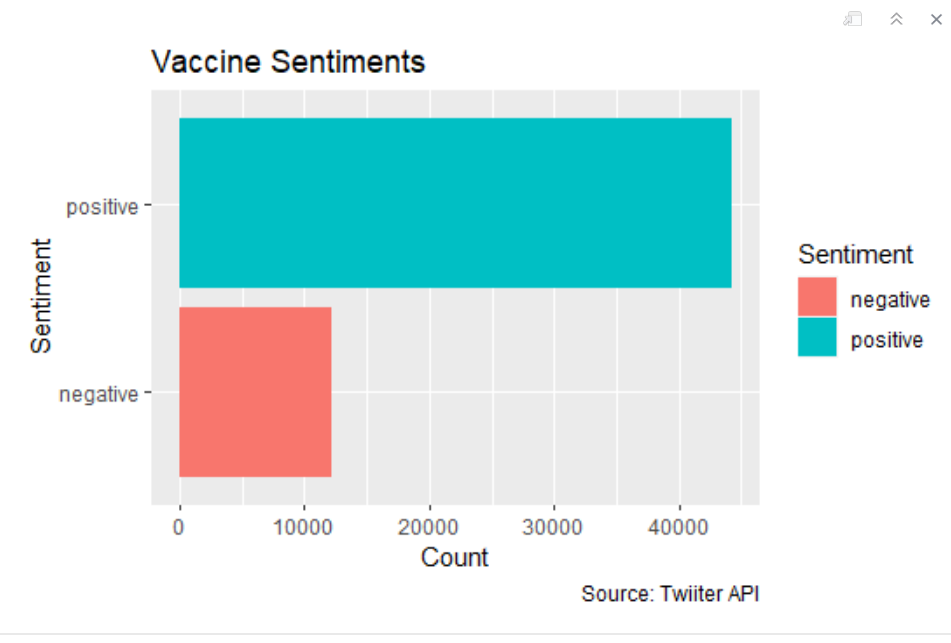 Vaccine Sentiments
positive
negative
Sentiment
0 10000 20000 30000 40000
Count
Sentiment
negative
positive
Source: Twiiter API